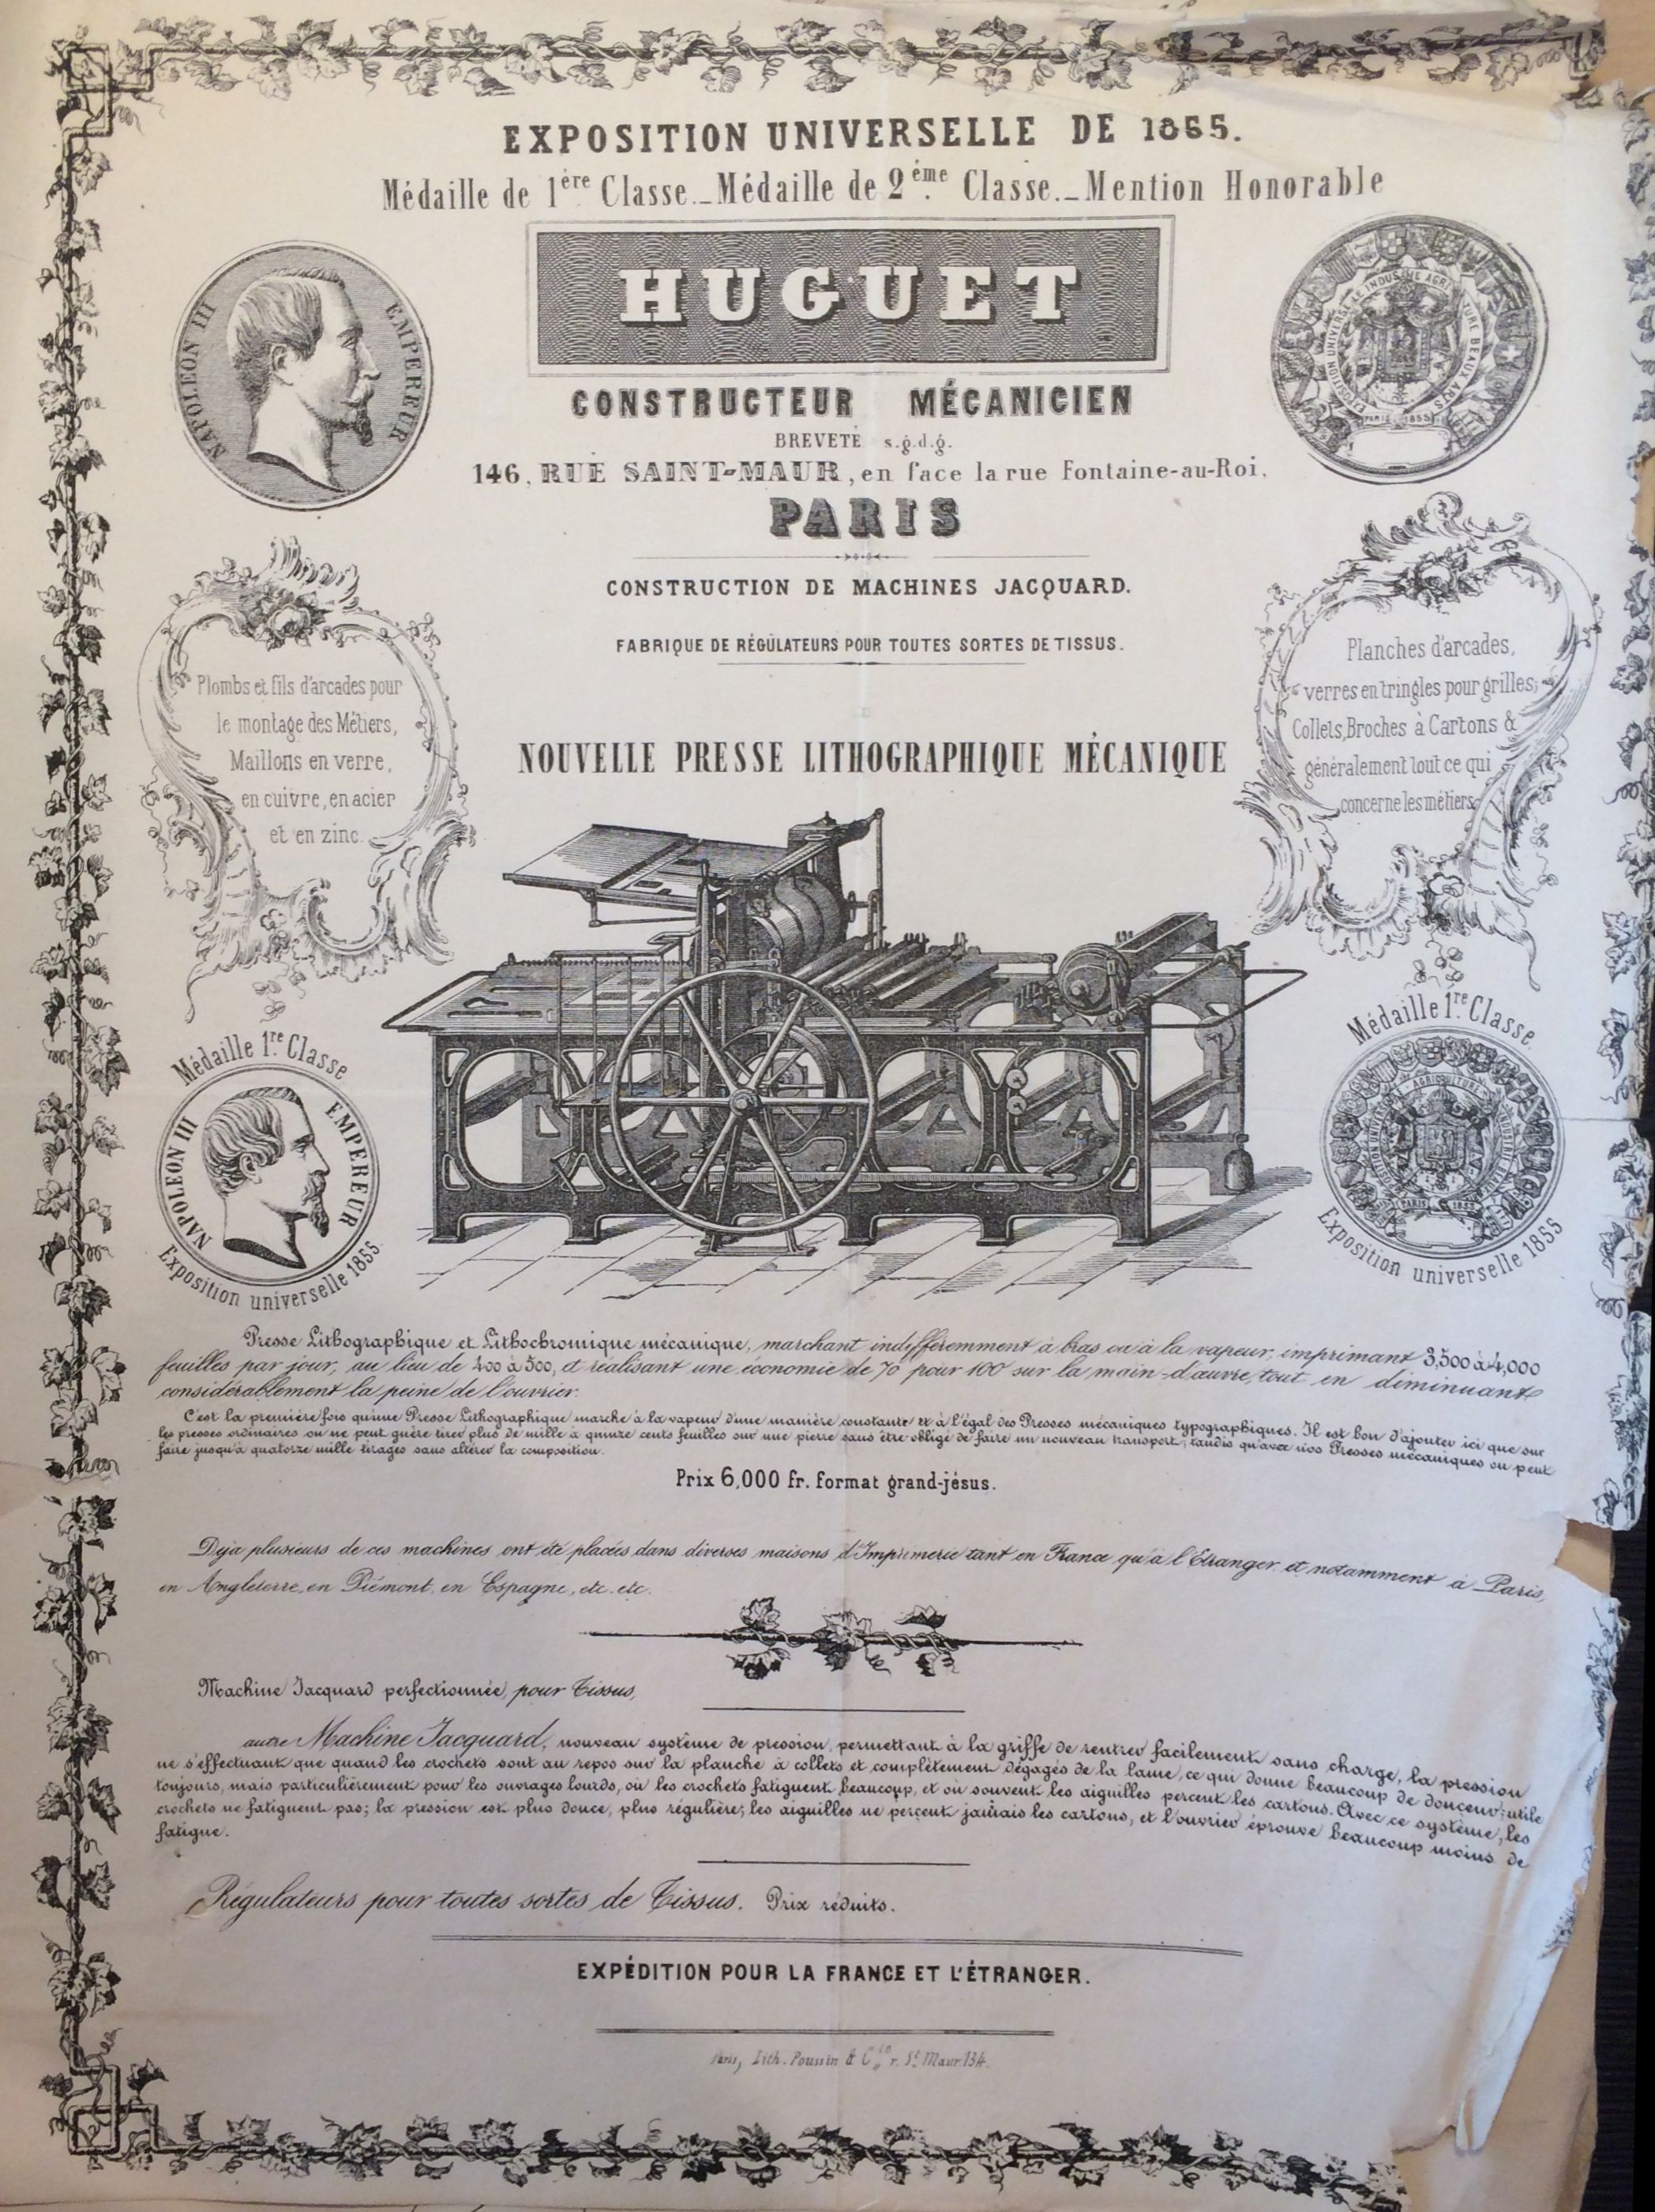 EXPOSITION UNIVERSELLE DE 1855.
Médaille de 1ère Classe._Médaille de 2ème Classe._Mention Honorable
NAPOLEON III EMPEREUR
HUGUET
EXPOSITION UNIVERSELLE INDUSTRIE AGRICULTURE BEAUX ARTS
PARIS 1855
CONSTRUCTEUR MÉCANICIEN
BREVETÉ s.g.d.g.
146, RUE SAINT-MAUR, en face la rue Fontaine-au-Roi.
PARIS
CONSTRUCTION DE MACHINES JACQUARD.
FABRIQUE DE RÉGULATEURS POUR TOUTES SORTES DE TISSUS.
Plombs et fils d'arcades pour
le montage des Métiers,
Maillons en verre,
en cuivre, en acier
et en zinc.
Planches d'arcades,
verres en tringles pour grilles;
Collets, Broches à Cartons &
généralement tout ce qui
concerne les métiers
NOUVELLE PRESSE LITHOGRAPHIQUE MÉCANIQUE
Médaille 1re Classe
NAPOLEON III EMPEREUR
Exposition universelle 1855
Médaille 1re Classe
AGRICULTURE
PARIS 1855
Exposition universelle 1855
Presse Lithographique et Lithochromique mécanique, marchant indifféremment à bras ou à la vapeur, imprimant 3,500 à 4,000
feuilles par jour, au lieu de 400 à 500, et réalisant une économie de 70 pour 100 sur la main-d'œuvre, tout en diminuant
considérablement la peine de l'ouvrier.
C'est la première fois qu'une Presse Lithographique marche à la vapeur d'une manière constante et à l'égal des Presses mécaniques typographiques. Il est bon d'ajouter ici que sur
les presses ordinaires on ne peut guère tirer plus de mille à quinze cents feuilles sur une pierre sans être obligé de faire un nouveau transport, tandis qu'avec nos Presses mécaniques on peut
faire jusqu'à quatorze mille tirages sans altérer la composition.
Prix 6,000 fr. format grand-jésus.
Déja plusieurs de ces machines ont été placées dans diverses maisons d'Imprimerie tant en France qu'à l'Etranger et notamment à Paris,
en Angleterre, en Piémont, en Espagne, etc. etc.
Machine Jacquard perfectionnée, pour Tissus,
autre Machine Jacquard, nouveau système de pression, permettant à la griffe de rentrer facilement sans charge, la pression
ne s'effectuant que quand les crochets sont au repos sur la planche à collets et complètement dégagés de la lame, ce qui donne beaucoup de douceur; utile
toujours, mais particulièrement pour les ouvrages lourds, où les crochets fatiguent beaucoup, et où souvent les aiguilles percent les cartons. Avec ce système, les
crochets ne fatiguent pas; la pression est plus douce, plus régulière; les aiguilles ne percent jamais les cartons, et l'ouvrier éprouve beaucoup moins de
fatigue.
Régulateurs pour toutes sortes de Tissus. Prix réduits.
EXPÉDITION POUR LA FRANCE ET L'ÉTRANGER.
Paris, Lith. Poussin & Cie r. St Maur 134.